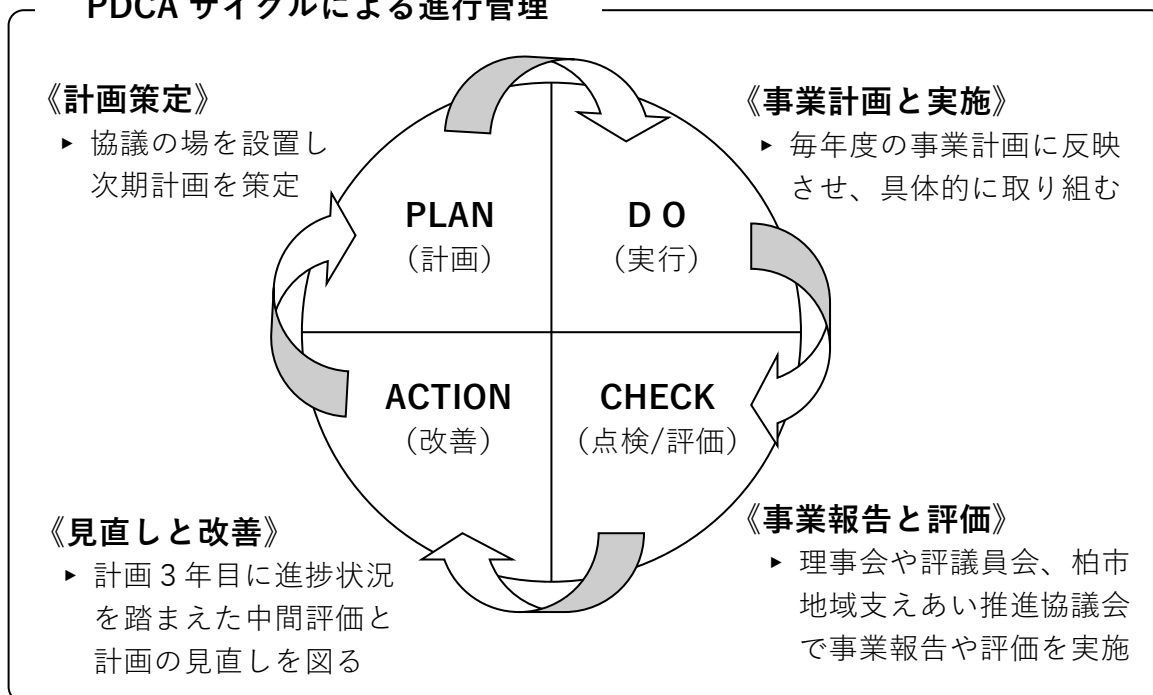 PDCA サイクルによる進行管理
《計画策定》
▸ 協議の場を設置し
次期計画を策定
《事業計画と実施》
▸ 毎年度の事業計画に反映
させ、具体的に取り組む
PLAN
(計画)
D O
(実行)
ACTION
(改善)
CHECK
(点検/評価)
《見直しと改善》
▸ 計画３年目に進捗状況
を踏まえた中間評価と
計画の見直しを図る
《事業報告と評価》
▸ 理事会や評議員会、柏市
地域支えあい推進協議会
で事業報告や評価を実施